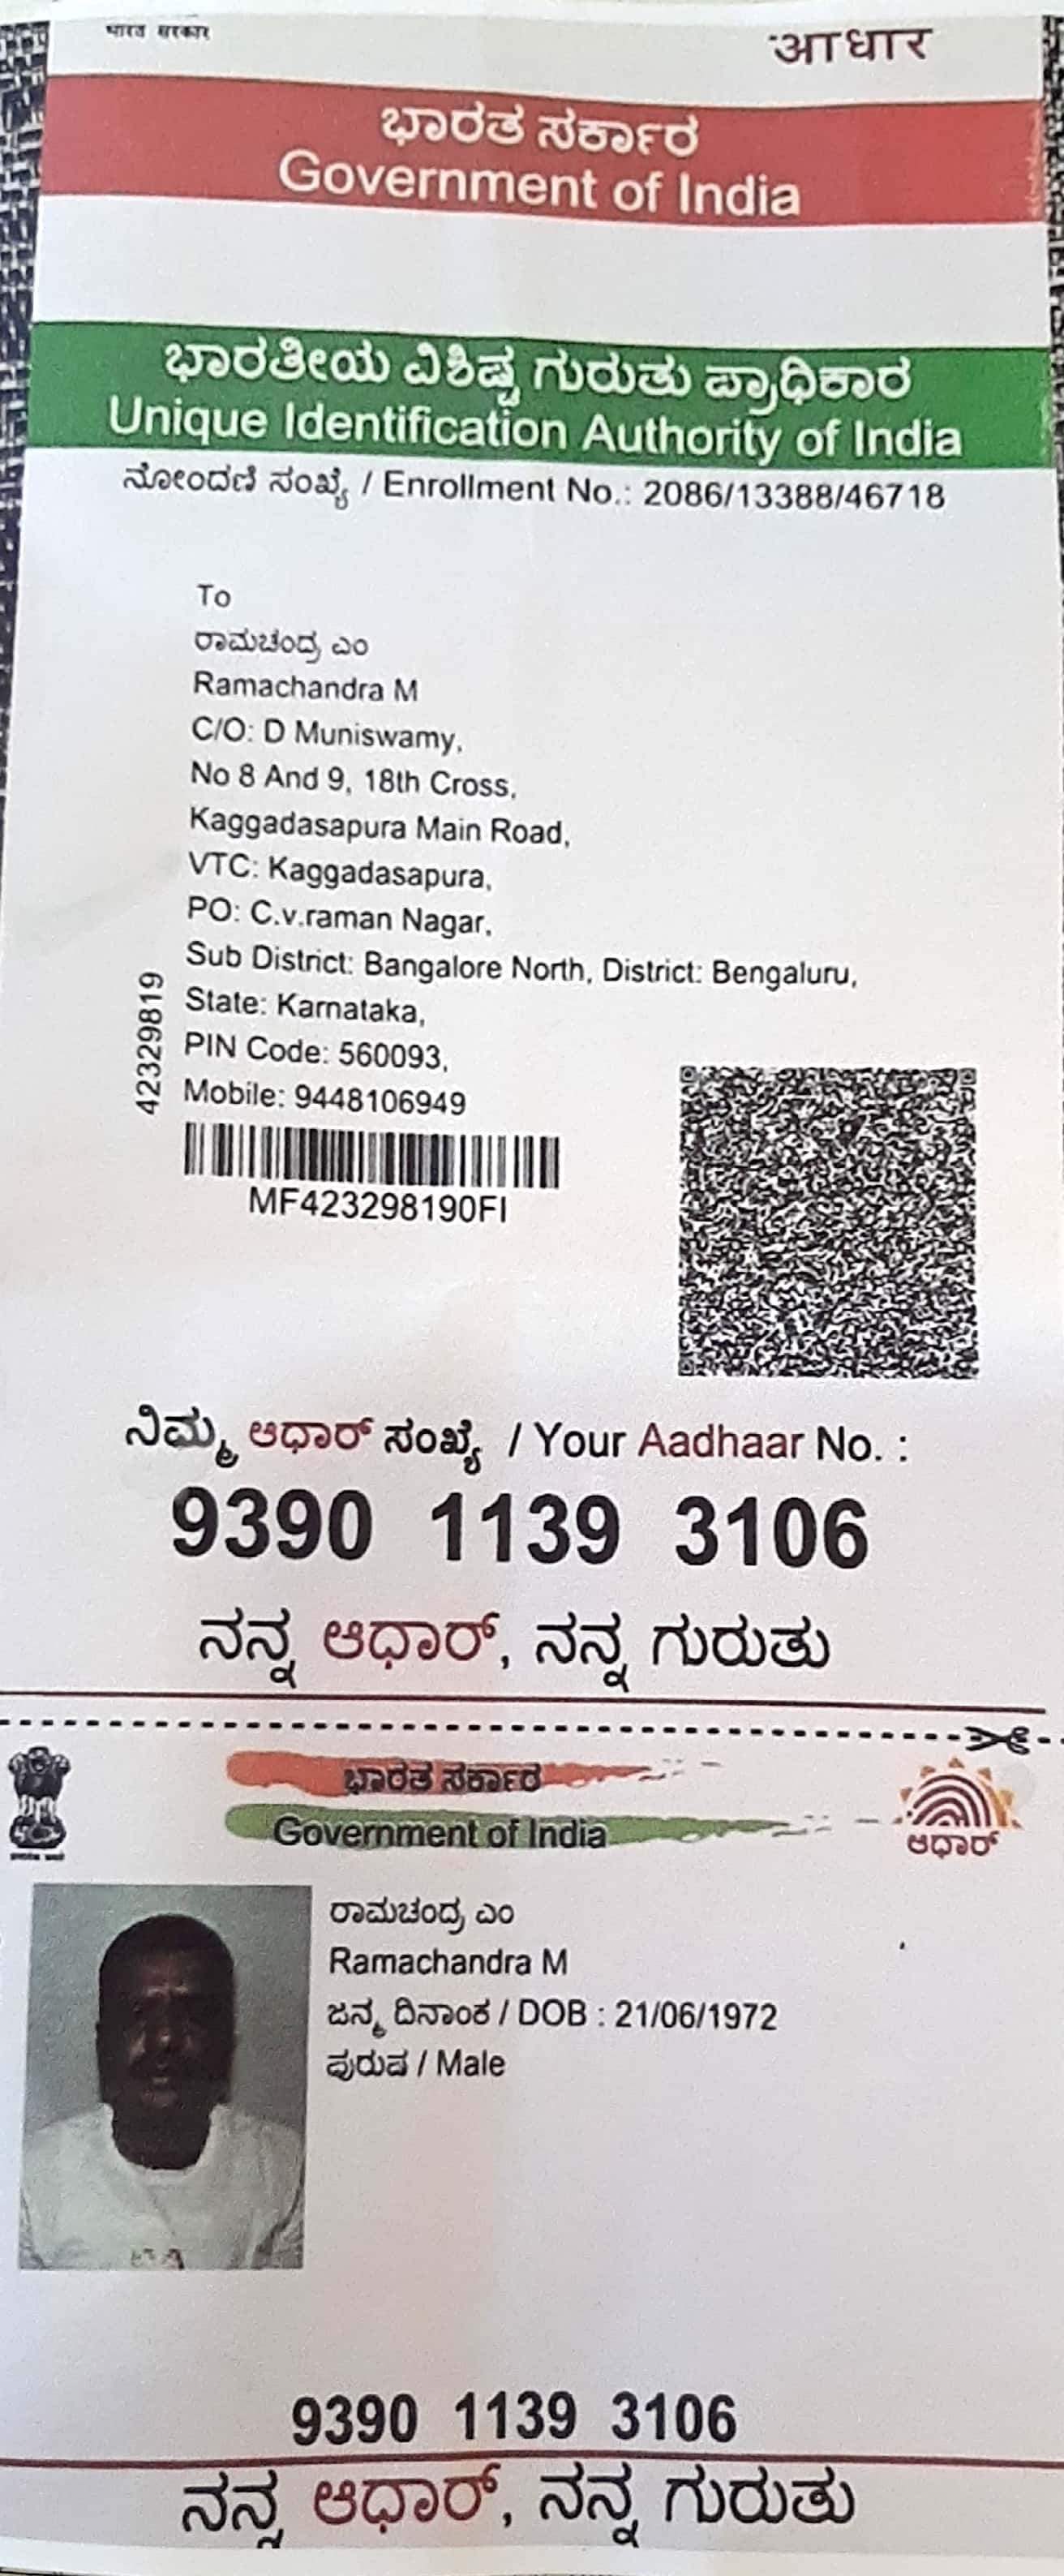 भारत सरकार
आधार
ಭಾರತ ಸರ್ಕಾರ
Government of India
ಭಾರತೀಯ ವಿಶಿಷ್ಟ ಗುರುತು ಪ್ರಾಧಿಕಾರ
Unique Identification Authority of India
ನೋಂದಣಿ ಸಂಖ್ಯೆ / Enrollment No.: 2086/13388/46718
To
ರಾಮಚಂದ್ರ ಎಂ
Ramachandra M
C/O: D Muniswamy,
No 8 And 9, 18th Cross,
Kaggadasapura Main Road,
VTC: Kaggadasapura,
PO: C.v.raman Nagar,
Sub District: Bangalore North, District: Bengaluru,
State: Karnataka,
PIN Code: 560093,
Mobile: 9448106949
42329819
MF423298190FI
ನಿಮ್ಮ ಆಧಾರ್ ಸಂಖ್ಯೆ / Your Aadhaar No. :
9390 1139 3106
ನನ್ನ ಆಧಾರ್, ನನ್ನ ಗುರುತು
ಭಾರತ ಸರ್ಕಾರ
Government of India
ಆಧಾರ್
ರಾಮಚಂದ್ರ ಎಂ
Ramachandra M
ಜನ್ಮ ದಿನಾಂಕ / DOB : 21/06/1972
ಪುರುಷ / Male
9390 1139 3106
ನನ್ನ ಆಧಾರ್, ನನ್ನ ಗುರುತು